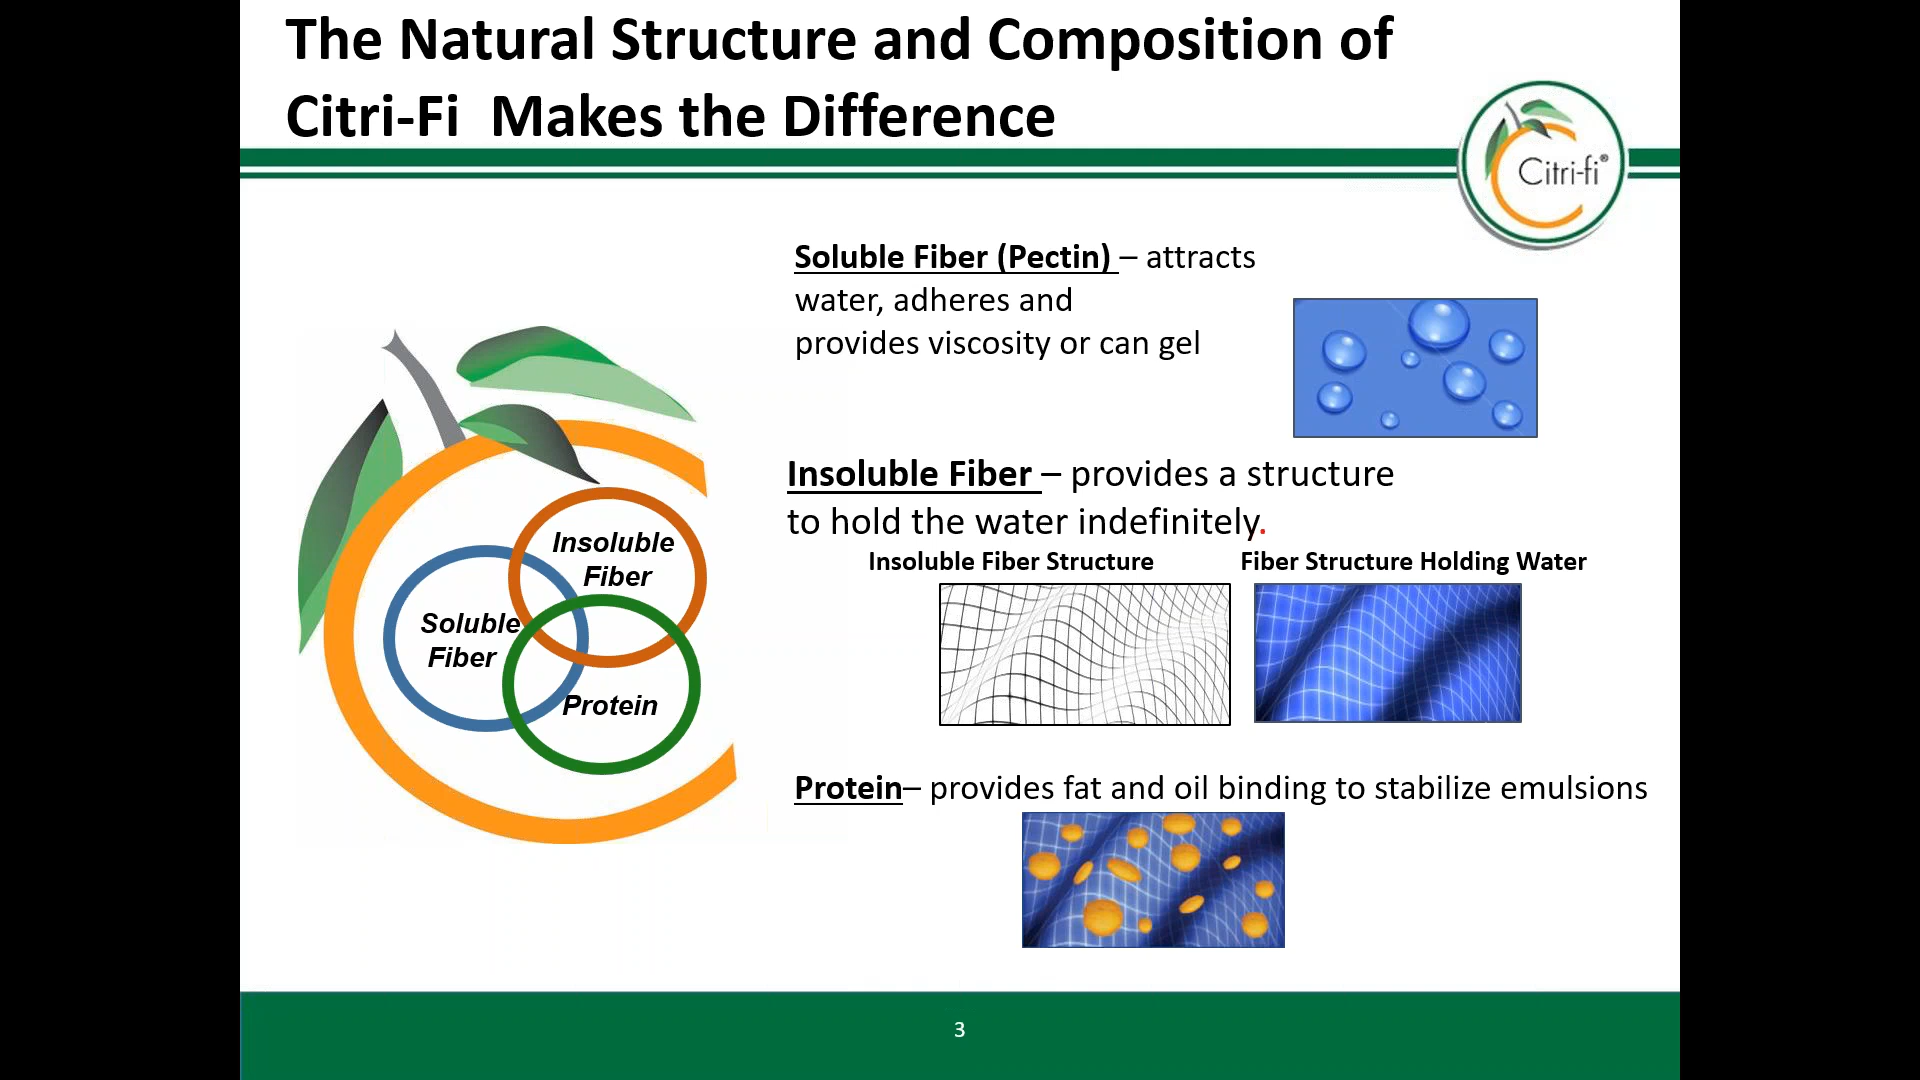 The Natural Structure and Composition of
Citri-Fi  Makes the Difference
Citri-fi®
Soluble Fiber (Pectin) – attracts
water, adheres and
provides viscosity or can gel
Insoluble Fiber – provides a structure
to hold the water indefinitely.
Insoluble Fiber Structure
Fiber Structure Holding Water
Insoluble
Fiber
Soluble
Fiber
Protein
Protein– provides fat and oil binding to stabilize emulsions
3